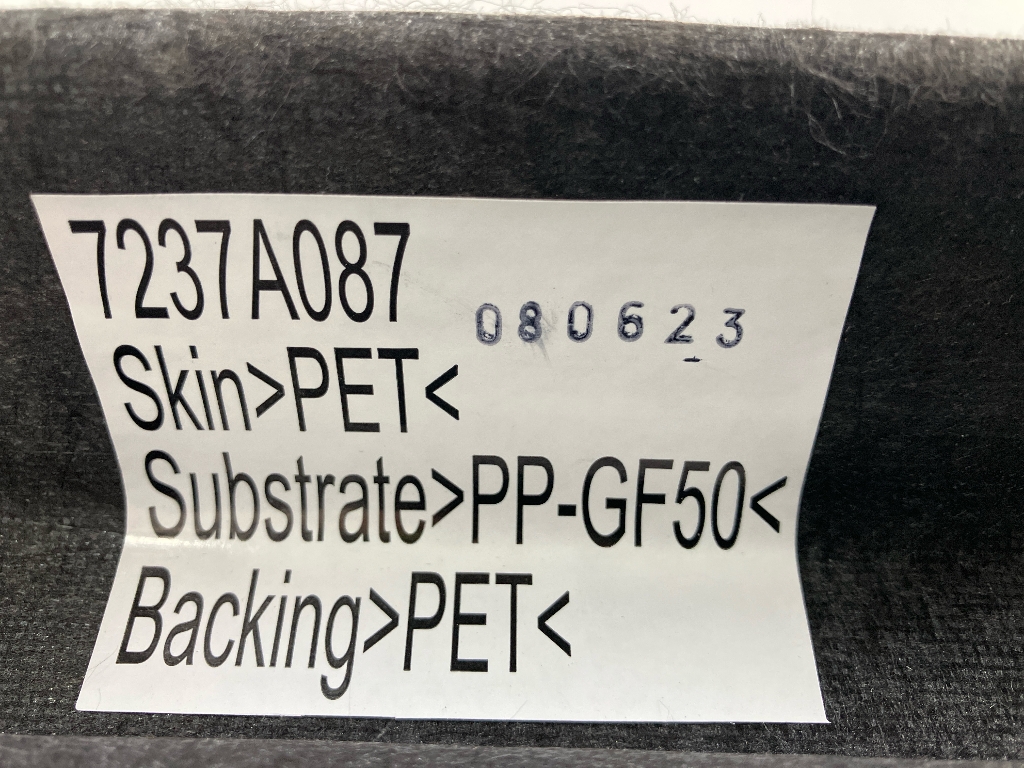 7237A087
080623
Skin>PET<
Substrate>PP-GF50<
Backing>PET<